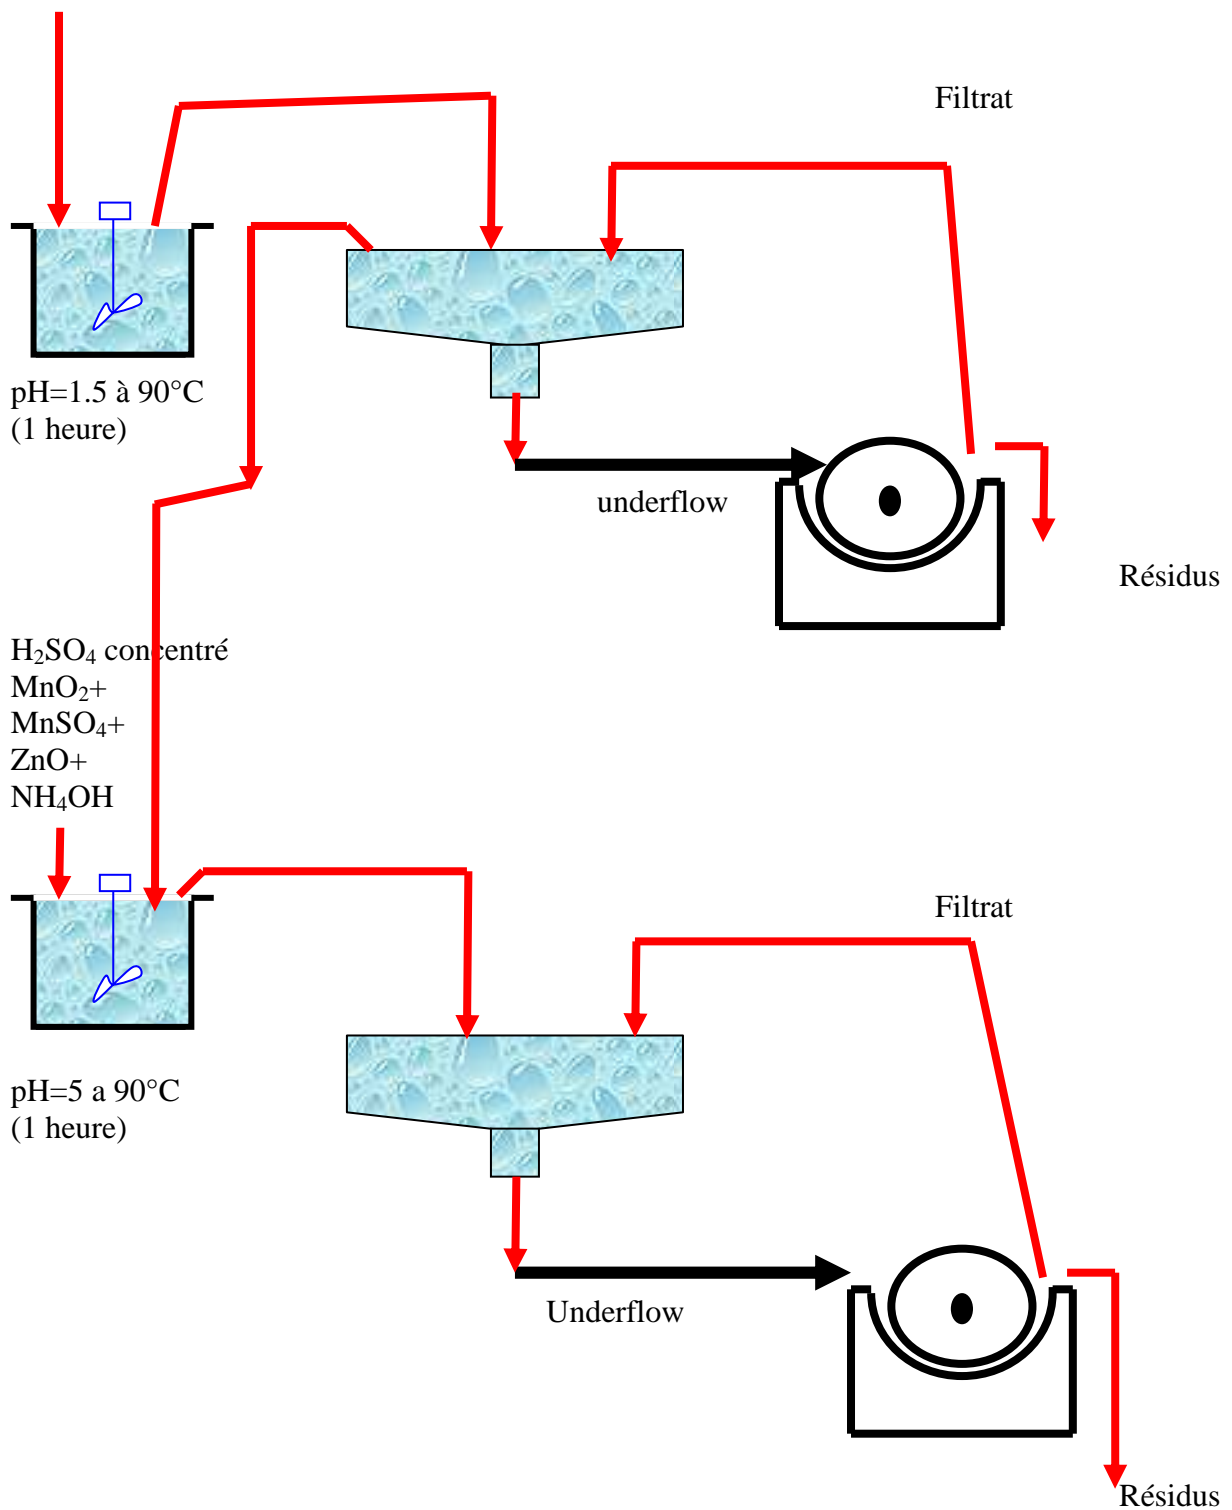 Filtrat
pH=1.5 à 90°C
(1 heure)
underflow
Résidus
H₂SO₄ concentré
MnO₂+
MnSO₄+
ZnO+
NH₄OH
Filtrat
pH=5 a 90°C
(1 heure)
Underflow
Résidus